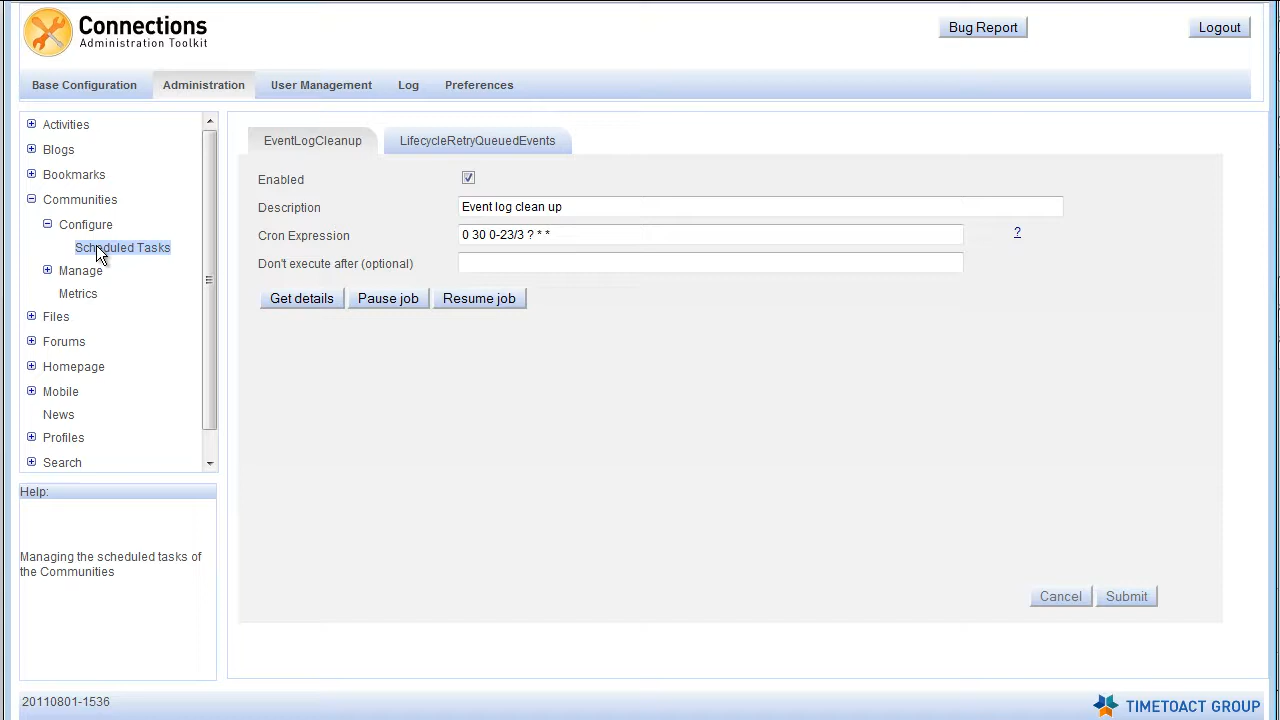 Connections
Administration Toolkit
Bug Report
Logout
Base Configuration
Administration
User Management
Log
Preferences
Activities
Blogs
Bookmarks
Communities
Configure
Scheduled Tasks
Manage
Metrics
Files
Forums
Homepage
Mobile
News
Profiles
Search
EventLogCleanup
LifecycleRetryQueuedEvents
Enabled
Description
Event log clean up
Cron Expression
0 30 0-23/3 ? * *
?
Don't execute after (optional)
Get details
Pause job
Resume job
Cancel
Submit
Help:
Managing the scheduled tasks of
the Communities
20110801-1536
TIMETOACT GROUP